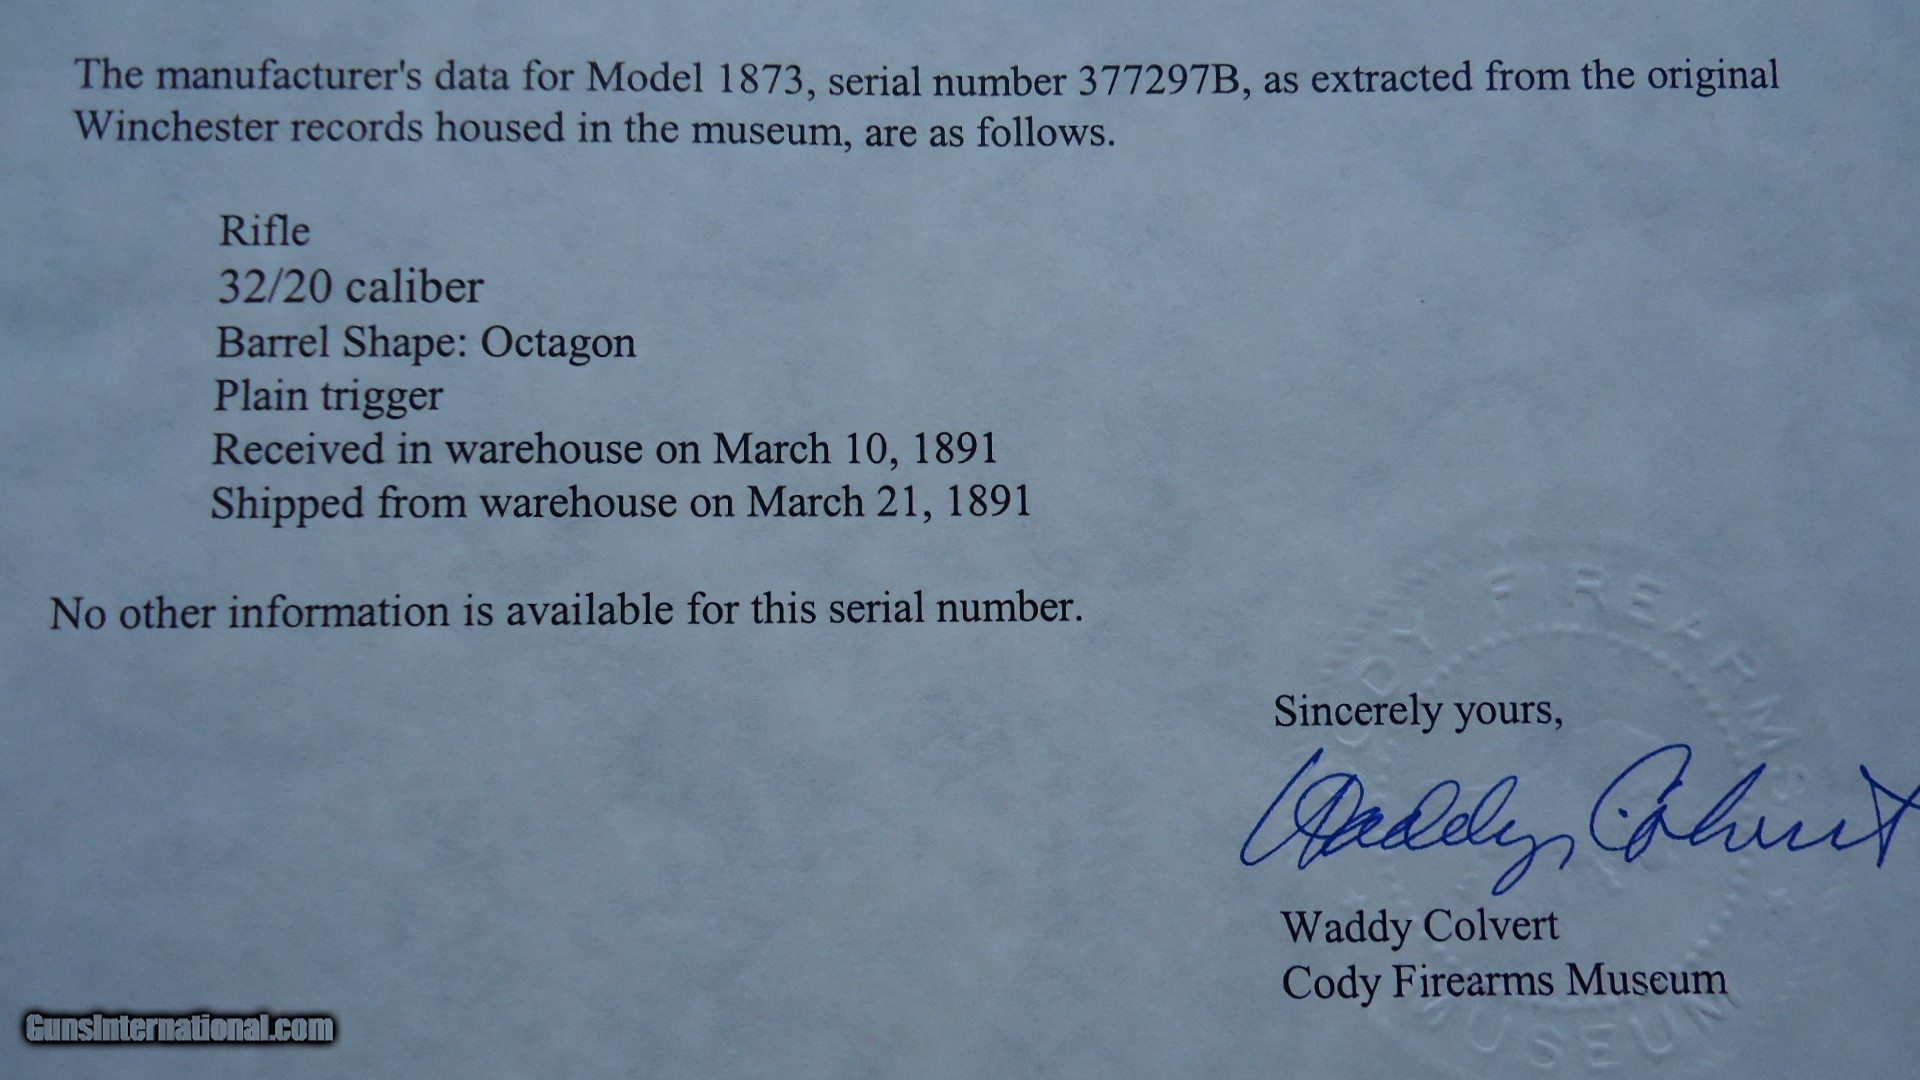 The manufacturer's data for Model 1873, serial number 377297B, as extracted from the original
Winchester records housed in the museum, are as follows.
Rifle
32/20 caliber
Barrel Shape: Octagon
Plain trigger
Received in warehouse on March 10, 1891
Shipped from warehouse on March 21, 1891
No other information is available for this serial number.
CODY FIREARMS
Sincerely yours,
Waddy Colvert
Waddy Colvert
Cody Firearms Museum
MUSEUM
GunsInternational.com